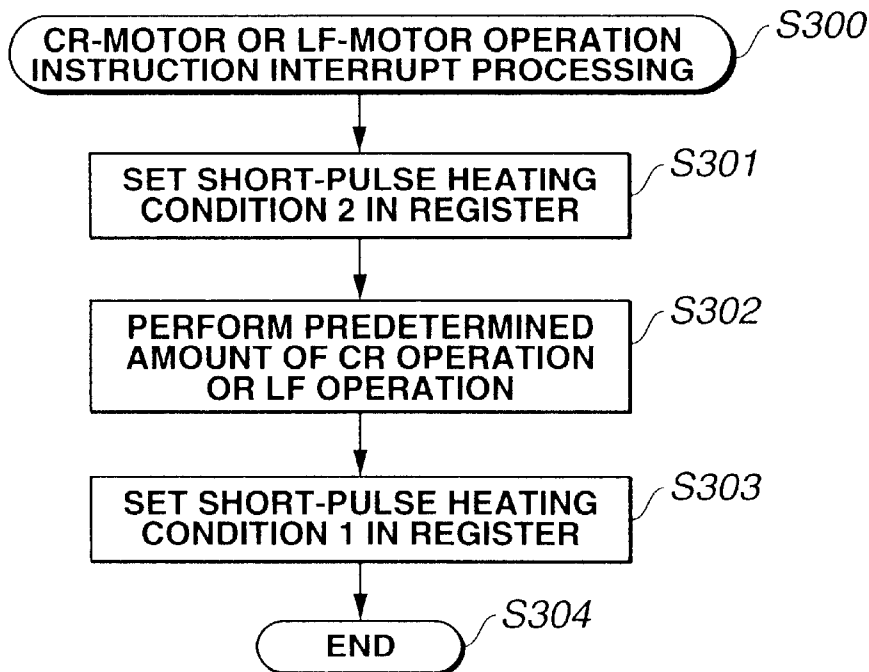 CR-MOTOR OR LF-MOTOR OPERATION
INSTRUCTION INTERRUPT PROCESSING
S300
SET SHORT-PULSE HEATING
CONDITION 2 IN REGISTER
S301
PERFORM PREDETERMINED
AMOUNT OF CR OPERATION
OR LF OPERATION
S302
SET SHORT-PULSE HEATING
CONDITION 1 IN REGISTER
S303
END
S304